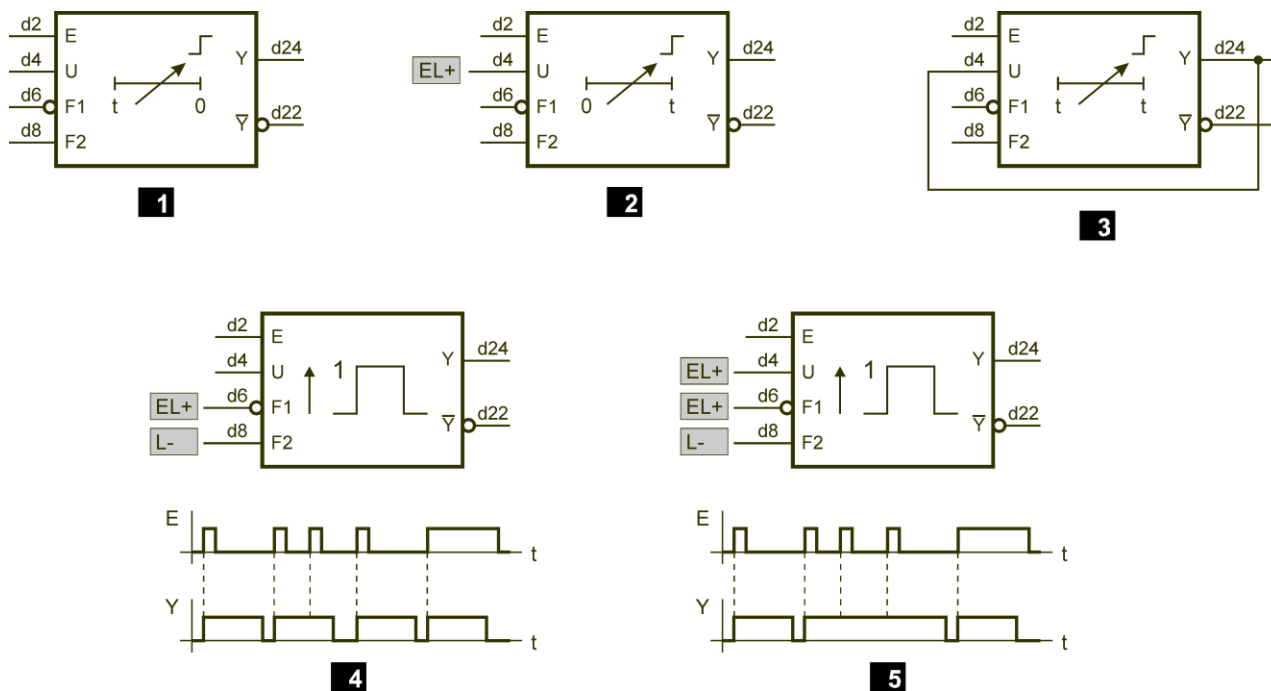 d2 E
d4 U
d6 F1
d8 F2
t 0
Y d24
Y̅ d22
1
d2 E
EL+ d4 U
d6 F1
d8 F2
0 t
Y d24
Y̅ d22
2
d2 E
d4 U
d6 F1
d8 F2
t t
Y d24
Y̅ d22
3
d2 E
d4 U
EL+ d6 F1
L- d8 F2
1
Y d24
Y̅ d22
E t
Y t
4
d2 E
EL+ d4 U
EL+ d6 F1
L- d8 F2
1
Y d24
Y̅ d22
E t
Y t
5